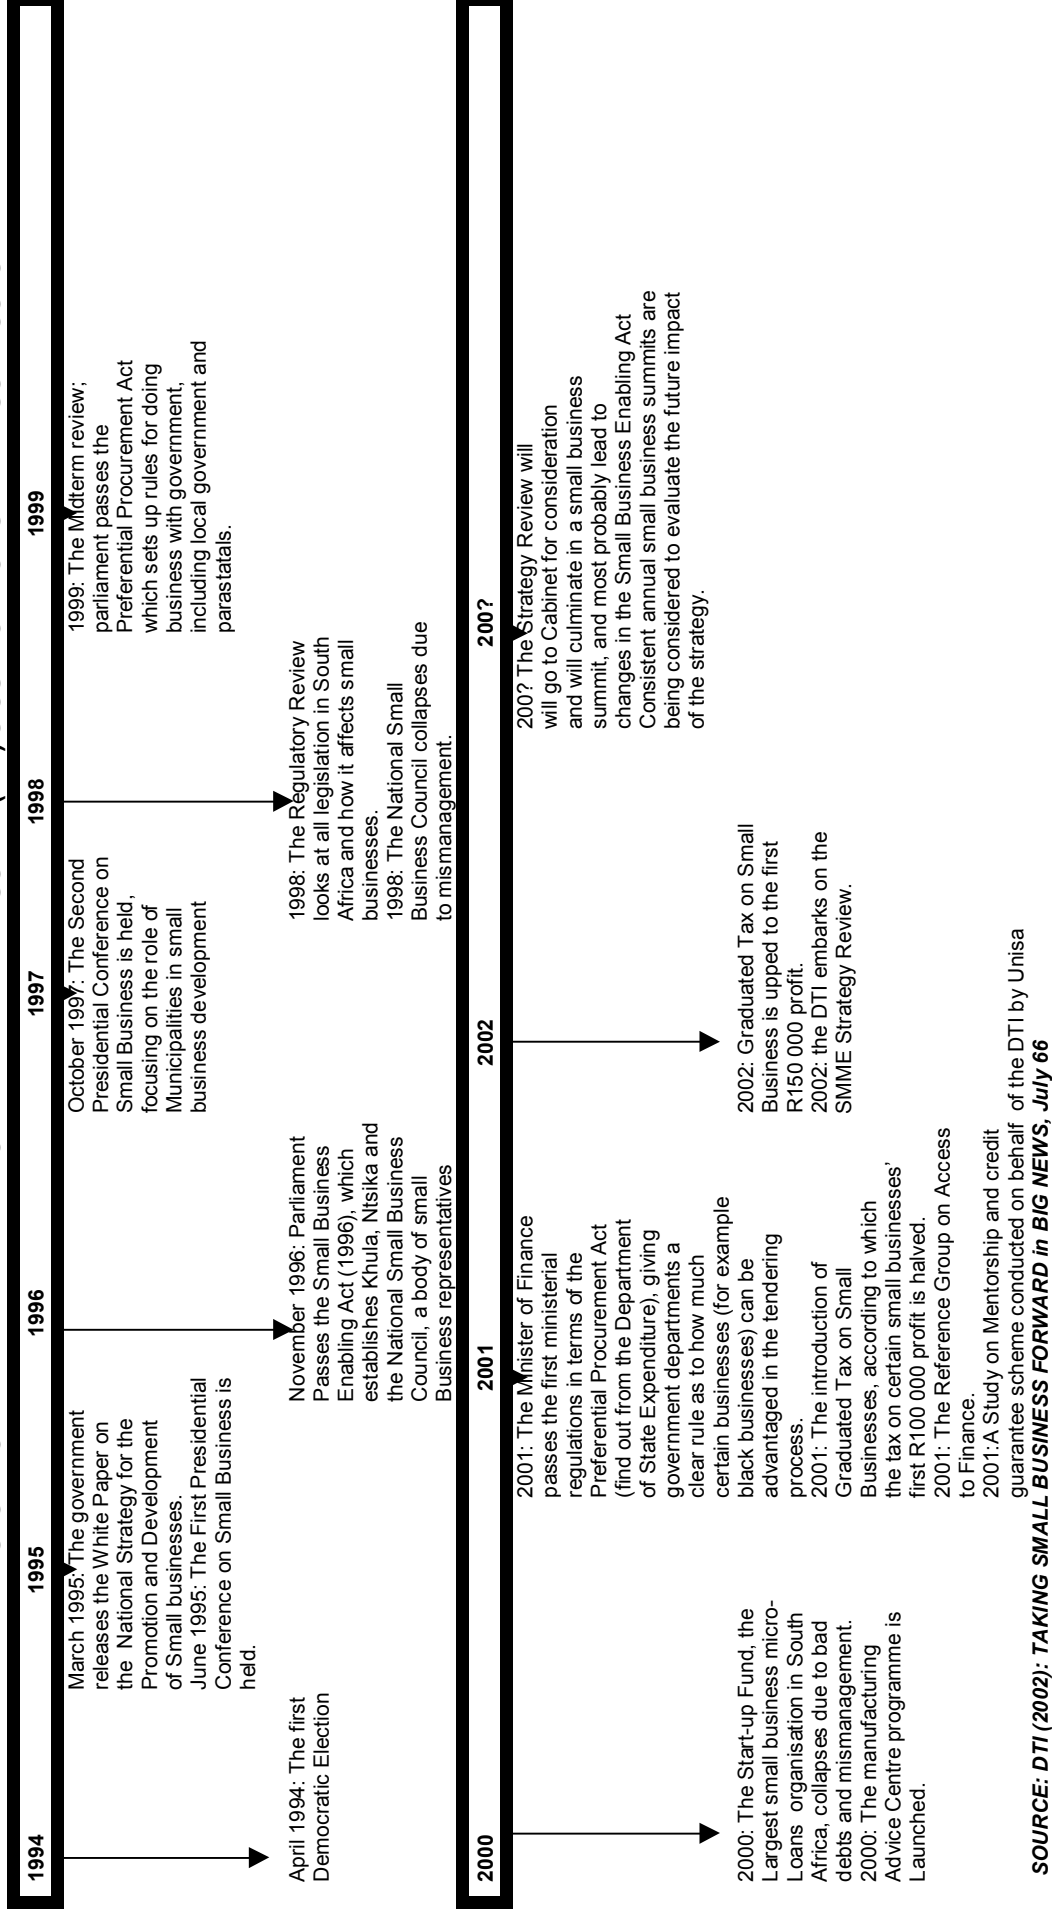 1994
1995
1996
1997
1998
1999
April 1994: The first
Democratic Election
March 1995: The government
releases the White Paper on
the National Strategy for the
Promotion and Development
of Small businesses.
June 1995: The First Presidential
Conference on Small Business is
held.
November 1996: Parliament
Passes the Small Business
Enabling Act (1996), which
establishes Khula, Ntsika and
the National Small Business
Council, a body of small
Business representatives
October 1997: The Second
Presidential Conference on
Small Business is held,
focusing on the role of
Municipalities in small
business development
1998: The Regulatory Review
looks at all legislation in South
Africa and how it affects small
businesses.
1998: The National Small
Business Council collapses due
to mismanagement.
1999: The Midterm review;
parliament passes the
Preferential Procurement Act
which sets up rules for doing
business with government,
including local government and
parastatals.
2000
2001
2002
200?
2000: The Start-up Fund, the
Largest small business micro-
Loans organisation in South
Africa, collapses due to bad
debts and mismanagement.
2000: The manufacturing
Advice Centre programme is
Launched.
2001: The Minister of Finance
passes the first ministerial
regulations in terms of the
Preferential Procurement Act
(find out from the Department
of State Expenditure), giving
government departments a
clear rule as to how much
certain businesses (for example
black businesses) can be
advantaged in the tendering
process.
2001: The introduction of
Graduated Tax on Small
Businesses, according to which
the tax on certain small businesses'
first R100 000 profit is halved.
2001: The Reference Group on Access
to Finance.
2001:A Study on Mentorship and credit
guarantee scheme conducted on behalf of the DTI by Unisa
2002: Graduated Tax on Small
Business is upped to the first
R150 000 profit.
2002: the DTI embarks on the
SMME Strategy Review.
200? The Strategy Review will
will go to Cabinet for consideration
and will culminate in a small business
summit, and most probably lead to
changes in the Small Business Enabling Act
Consistent annual small business summits are
being considered to evaluate the future impact
of the strategy.
SOURCE: DTI (2002): TAKING SMALL BUSINESS FORWARD in BIG NEWS, July 66